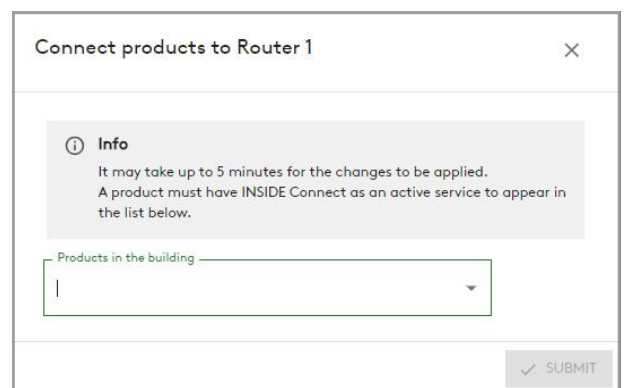 Connect products to Router 1
Info
It may take up to 5 minutes for the changes to be applied.
A product must have INSIDE Connect as an active service to appear in
the list below.
Products in the building
SUBMIT